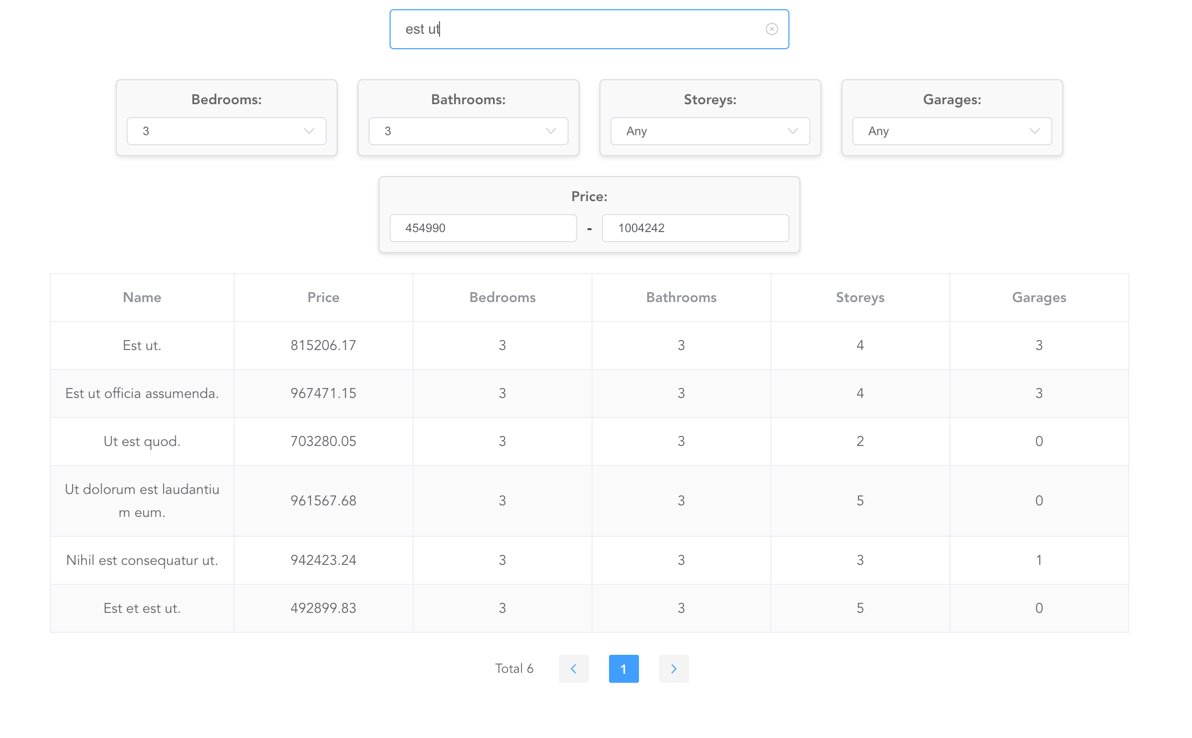 est ut
Bedrooms: Bathrooms: Storeys: Garages:
3 3 Any Any
Price:
454990 - 1004242
Name Price Bedrooms Bathrooms Storeys Garages
Est ut. 815206.17 3 3 4 3
Est ut officia assumenda. 967471.15 3 3 4 3
Ut est quod. 703280.05 3 3 2 0
Ut dolorum est laudantiu
m eum. 961567.68 3 3 5 0
Nihil est consequatur ut. 942423.24 3 3 3 1
Est et est ut. 492899.83 3 3 5 0
Total 6 1